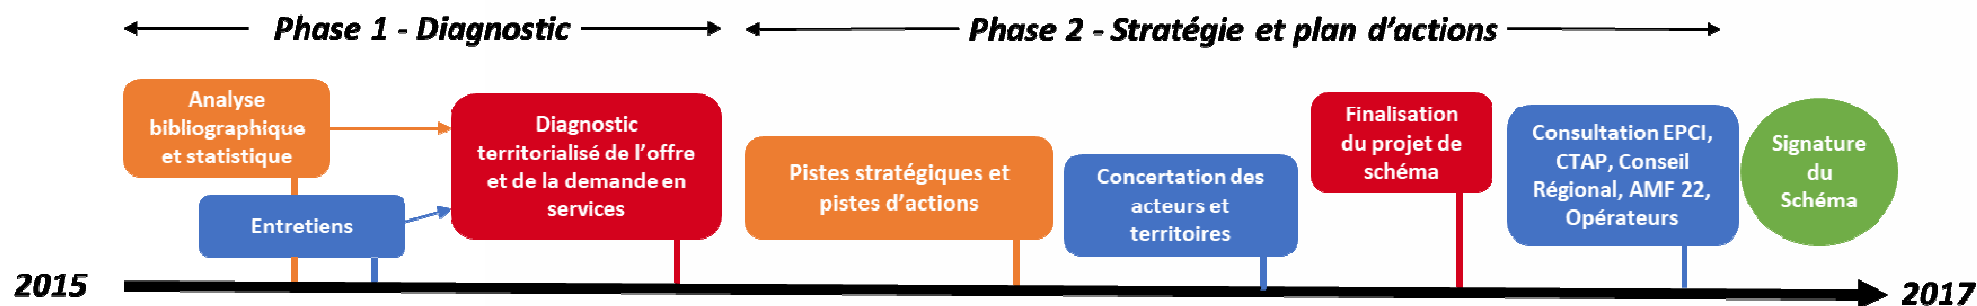 Phase 1 - Diagnostic
Phase 2 - Stratégie et plan d'actions
Analyse
bibliographique
et statistique
Entretiens
Diagnostic
territorialisé de l'offre
et de la demande en
services
Pistes stratégiques et
pistes d'actions
Concertation des
acteurs et
territoires
Finalisation
du projet de
schéma
Consultation EPCI,
CTAP, Conseil
Régional, AMF 22,
Opérateurs
Signature
du
Schéma
2015
2017